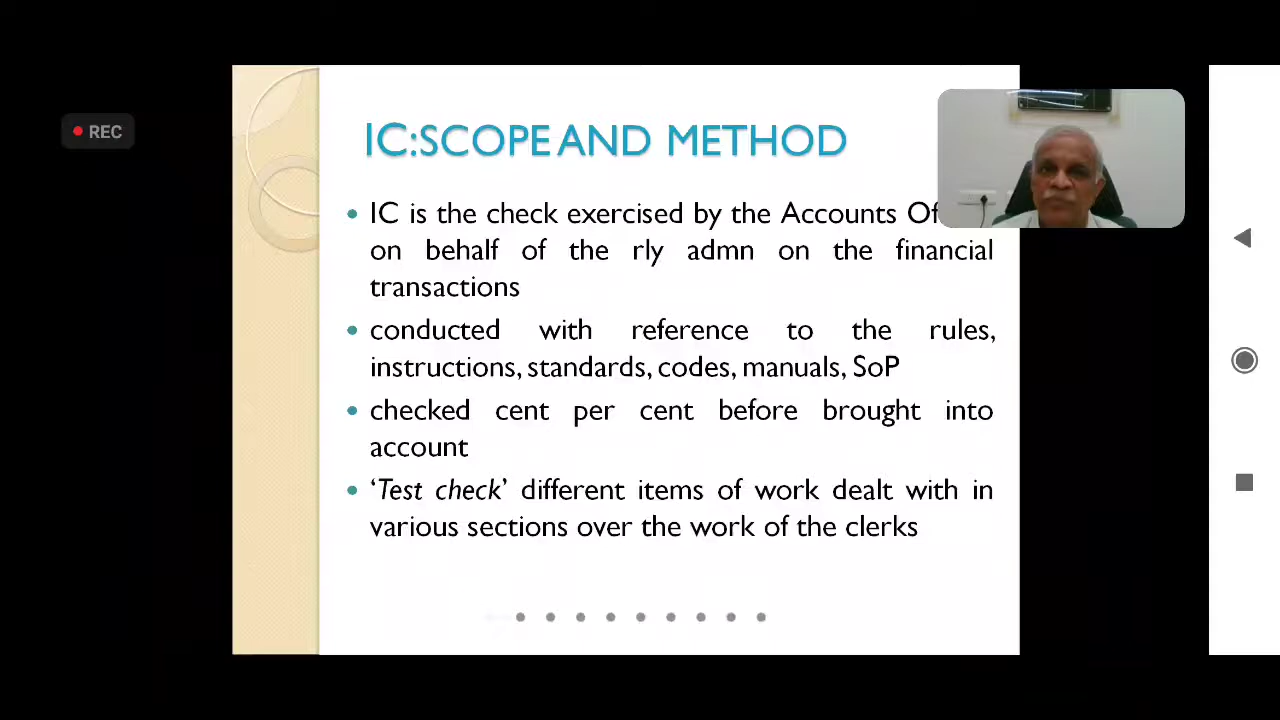 REC
IC:SCOPE AND METHOD
• IC is the check exercised by the Accounts
on behalf of the rly admn on the financial
transactions
• conducted with reference to the rules,
instructions, standards, codes, manuals, SoP
• checked cent per cent before brought into
account
• ‘Test check’ different items of work dealt with in
various sections over the work of the clerks